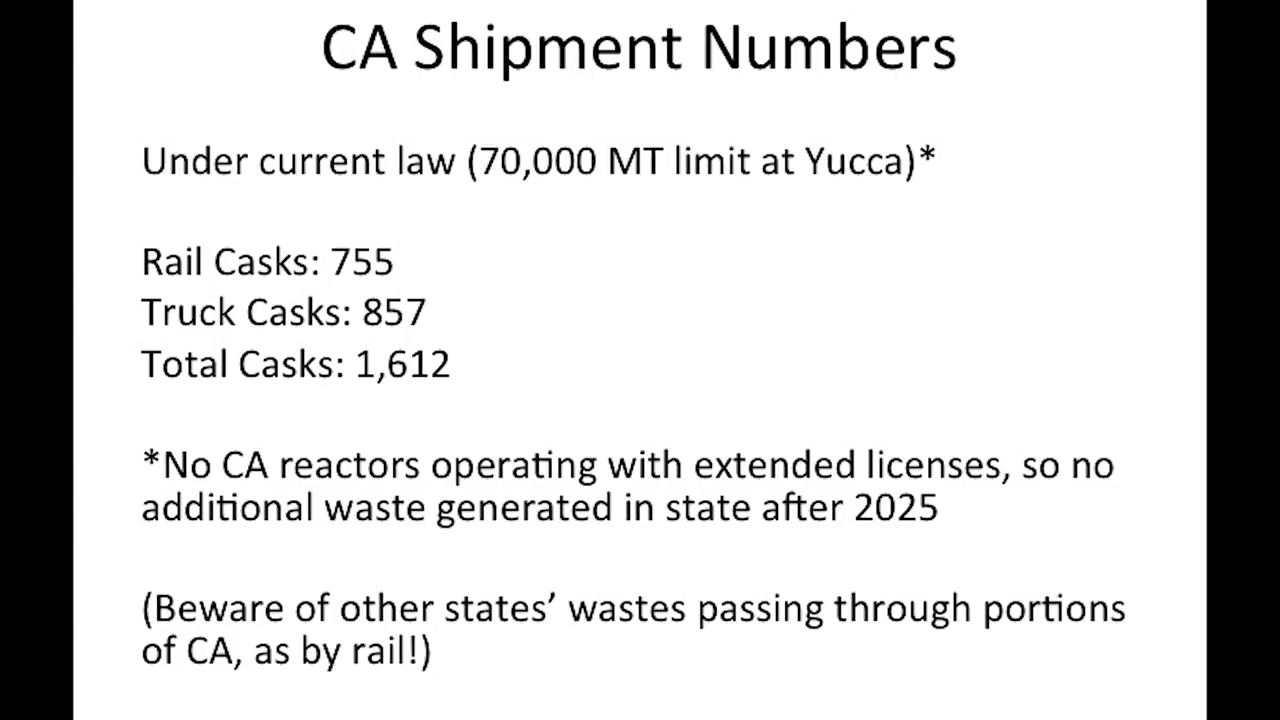 CA Shipment Numbers
Under current law (70,000 MT limit at Yucca)*
Rail Casks: 755
Truck Casks: 857
Total Casks: 1,612
*No CA reactors operating with extended licenses, so no
additional waste generated in state after 2025
(Beware of other states’ wastes passing through portions
of CA, as by rail!)